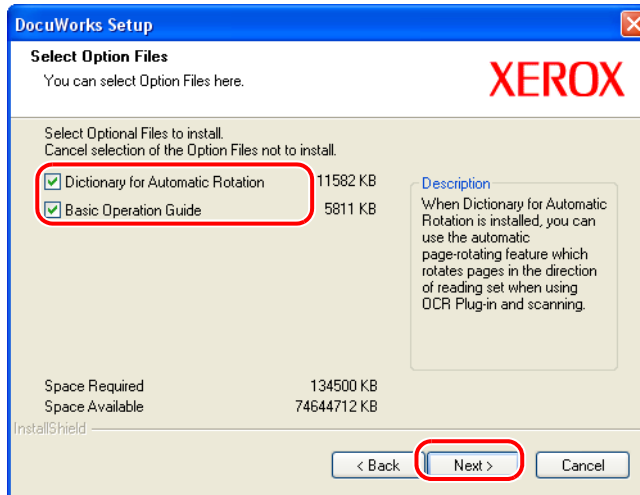 DocuWorks Setup
Select Option Files
You can select Option Files here.
XEROX
Select Optional Files to install.
Cancel selection of the Option Files not to install.
Dictionary for Automatic Rotation 11582 KB
Basic Operation Guide 5811 KB
Description
When Dictionary for Automatic
Rotation is installed, you can
use the automatic
page-rotating feature which
rotates pages in the direction
of reading set when using
OCR Plug-in and scanning.
Space Required 134500 KB
Space Available 74644712 KB
InstallShield
< Back Next > Cancel